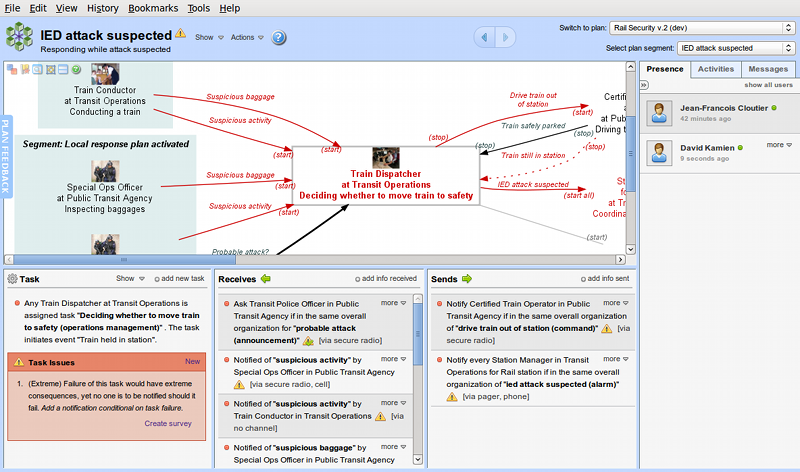 File Edit View History Bookmarks Tools Help
IED attack suspected
Responding while attack suspected
Show Actions ?
Switch to plan: Rail Security v.2 (dev)
Select plan segment: IED attack suspected
PLAN FEEDBACK
Train Conductor
at Transit Operations
Conducting a train
Suspicious baggage
Suspicious activity
(start)
(start)
Segment: Local response plan activated
Special Ops Officer
at Public Transit Agency
Inspecting baggages
Suspicious baggage
(start)
Suspicious activity
(start)
Probable attack?
Train Dispatcher
at Transit Operations
Deciding whether to move train to safety
(stop)
Drive train out
of station
(start)
Train safely parked
(stop)
(stop)
Train still in station
(stop)
IED attack suspected
(start all)
(start)
Certifi
at Pub
Driving t
St
fo
at Tr
Coordina
Presence Activities Messages
show all users
Jean-Francois Cloutier
42 minutes ago
David Kamien
9 seconds ago
more
Task Show add new task
Any Train Dispatcher at Transit Operations is
assigned task "Deciding whether to move train
to safety (operations management)" . The task
initiates event "Train held in station".
Task issues New
1. (Extreme) Failure of this task would have extreme
consequences, yet no one is to be notified should it
fail. Add a notification conditional on task failure.
Create survey
Receives add info received
Ask Transit Police Officer in Public more
Transit Agency if in the same overall
organization for "probable attack
(announcement)" [via secure radio]
Notified of "suspicious activity" by more
Special Ops Officer in Public Transit Agency
[via secure radio, cell]
Notified of "suspicious activity" by more
Train Conductor in Transit Operations [via
no channel]
Notified of "suspicious baggage" by more
Special Ops Officer in Public Transit Agency
Sends add info sent
Notify Certified Train Operator in Public more
Transit Agency if in the same overall organization
of "drive train out of station (command)" [via
secure radio]
Notify every Station Manager in Transit more
Operations for Rail station if in the same overall
organization of "ied attack suspected (alarm)"
[via pager, phone]